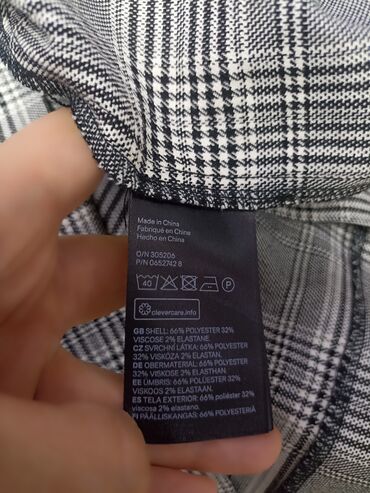 Made in China
Fabriqué en Chine
Hecho en China
O/N 305206
P/N 0652742 8
40 P
clevercare.info
GB SHELL: 66% POLYESTER 32%
VISCOSE 2% ELASTANE
CZ SVRCHNÍ LÁTKA: 66% POLYESTER
32% VISKÓZA 2% ELASTAN.
DE OBERMATERIAL: 66% POLYESTER
32% VISKOSE 2% ELASTHAN.
EE ÜMBRIS: 66% POLÜESTER 32%
VISKOOS 2% ELASTAAN.
ES TELA EXTERIOR: 66% poliéster 32%
viscosa 2% elastano.
FI PÄÄLLISKANGAS: 66% POLYESTERIÄ